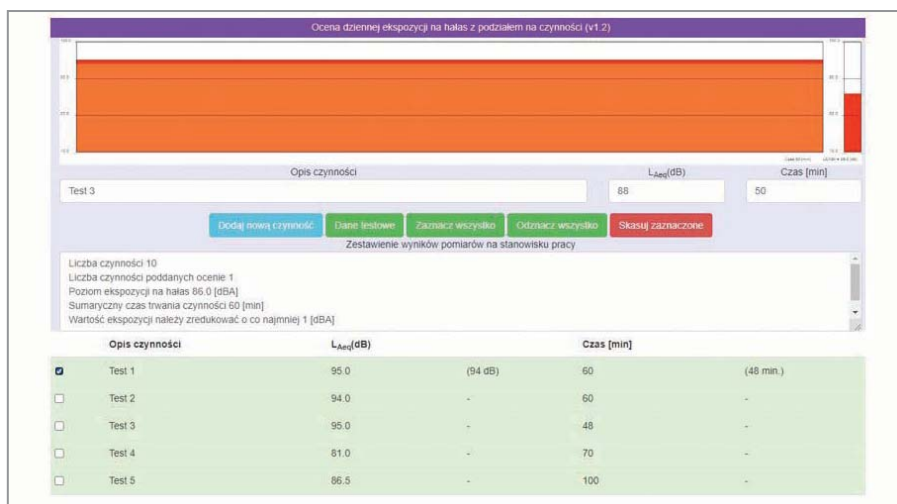 Ocena dziennej ekspozycji na hałas z podziałem na czynności (v1.2)
Opis czynności L_Aeq(dB) Czas [min]
Test 3 88 50
Dodaj nową czynność Dane testowe Zaznacz wszystko Odznacz wszystko Skasuj zaznaczone
Zestawienie wyników pomiarów na stanowisku pracy
Liczba czynności 10
Liczba czynności poddanych ocenie 1
Poziom ekspozycji na hałas 86.0 [dBA]
Sumaryczny czas trwania czynności 60 [min]
Wartość ekspozycji należy zredukować o co najmniej 1 [dBA]
Opis czynności L_Aeq(dB) Czas [min]
Test 1 95.0 (94 dB) 60 (48 min.)
Test 2 94.0 - 60 -
Test 3 95.0 - 48 -
Test 4 81.0 - 70 -
Test 5 86.5 - 100 -